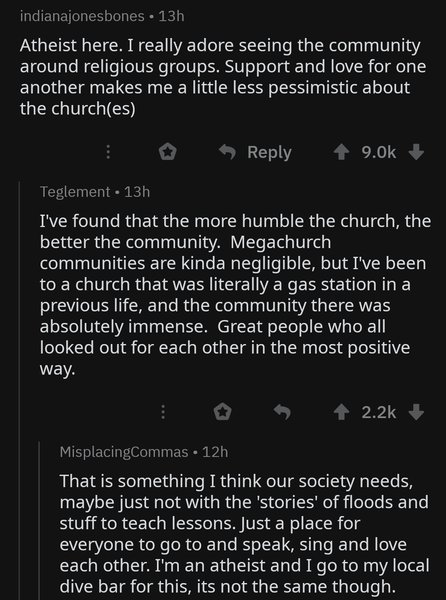 indianajonesbones • 13h
Atheist here. I really adore seeing the community
around religious groups. Support and love for one
another makes me a little less pessimistic about
the church(es)
Reply 9.0k
Teglement • 13h
I've found that the more humble the church, the
better the community. Megachurch
communities are kinda negligible, but I've been
to a church that was literally a gas station in a
previous life, and the community there was
absolutely immense. Great people who all
looked out for each other in the most positive
way.
2.2k
MisplacingCommas • 12h
That is something I think our society needs,
maybe just not with the 'stories' of floods and
stuff to teach lessons. Just a place for
everyone to go to and speak, sing and love
each other. I'm an atheist and I go to my local
dive bar for this, its not the same though.